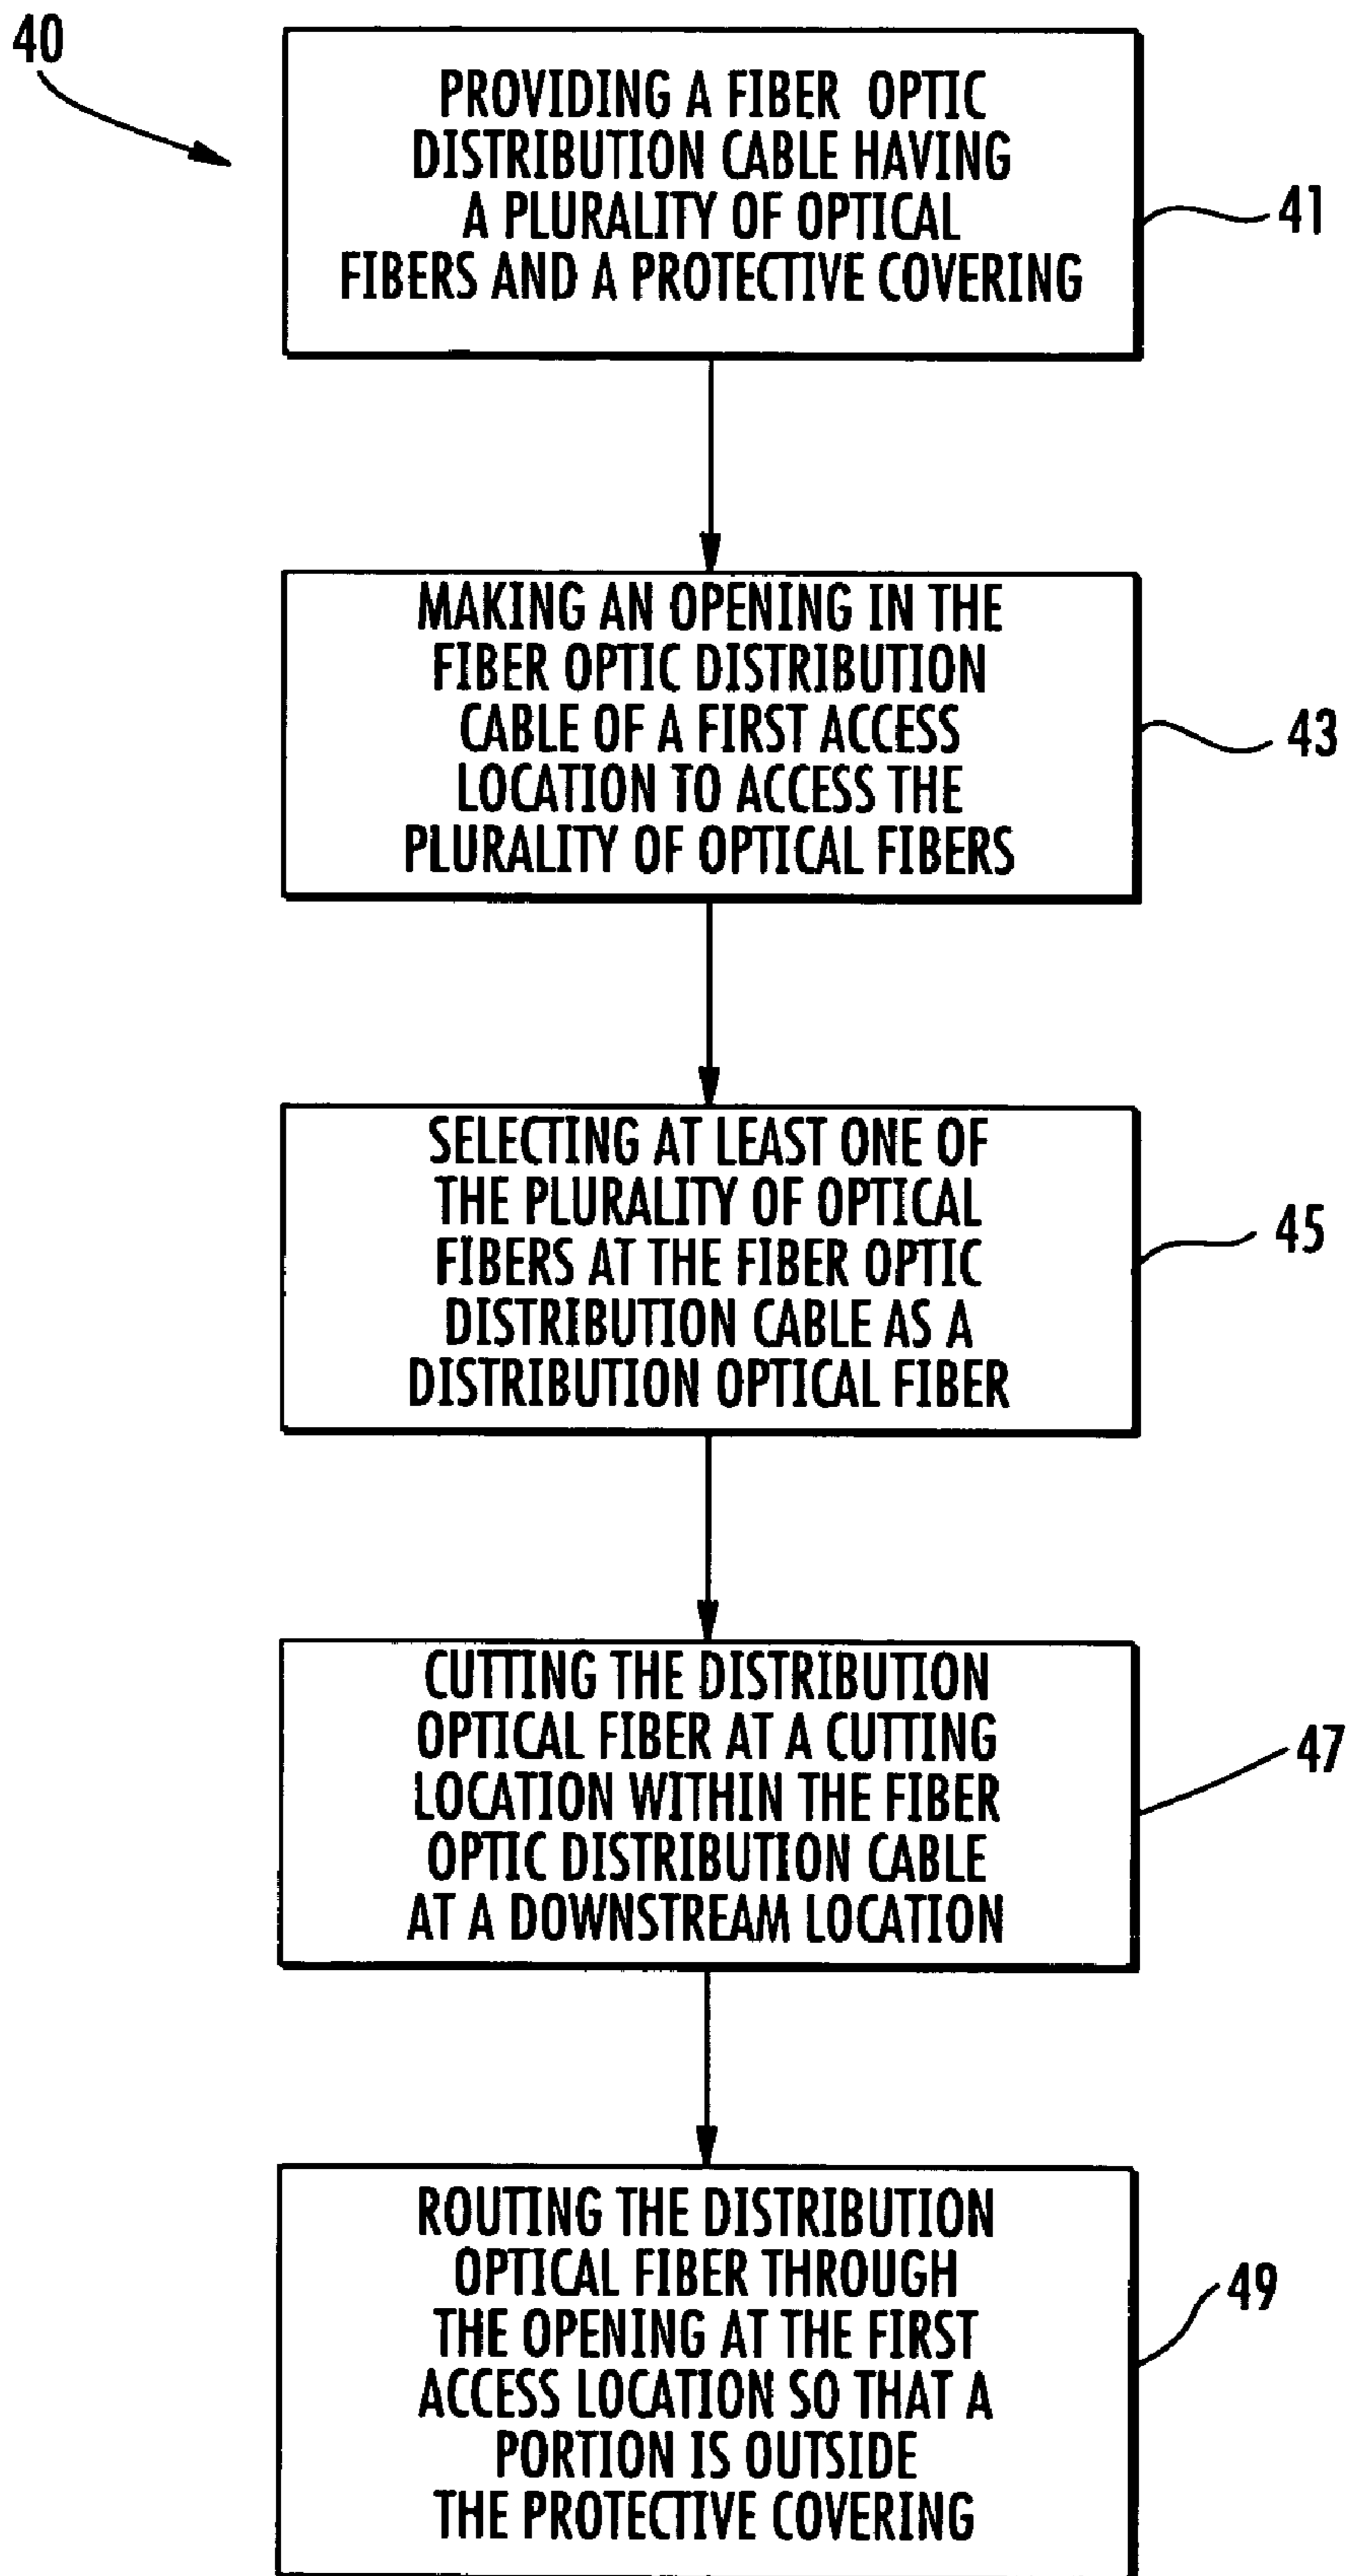 40
PROVIDING A FIBER OPTIC
DISTRIBUTION CABLE HAVING
A PLURALITY OF OPTICAL
FIBERS AND A PROTECTIVE COVERING
41
MAKING AN OPENING IN THE
FIBER OPTIC DISTRIBUTION
CABLE OF A FIRST ACCESS
LOCATION TO ACCESS THE
PLURALITY OF OPTICAL FIBERS
43
SELECTING AT LEAST ONE OF
THE PLURALITY OF OPTICAL
FIBERS AT THE FIBER OPTIC
DISTRIBUTION CABLE AS A
DISTRIBUTION OPTICAL FIBER
45
CUTTING THE DISTRIBUTION
OPTICAL FIBER AT A CUTTING
LOCATION WITHIN THE FIBER
OPTIC DISTRIBUTION CABLE
AT A DOWNSTREAM LOCATION
47
ROUTING THE DISTRIBUTION
OPTICAL FIBER THROUGH
THE OPENING AT THE FIRST
ACCESS LOCATION SO THAT A
PORTION IS OUTSIDE
THE PROTECTIVE COVERING
49